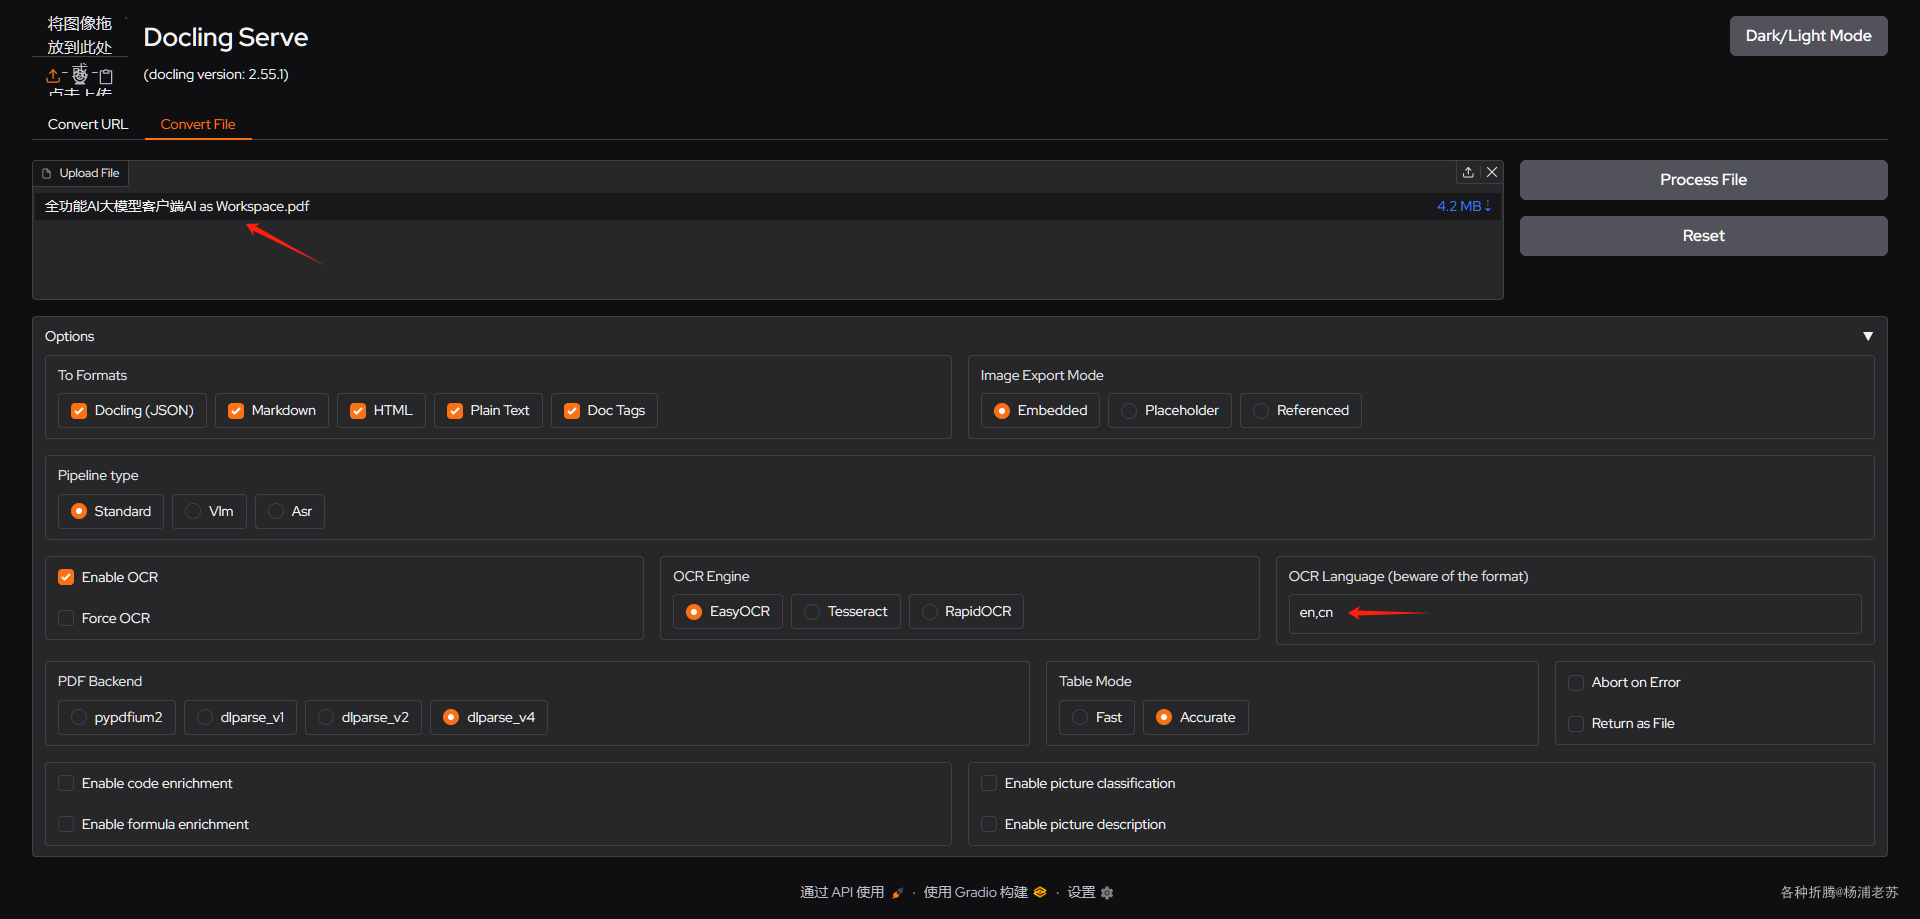 将图像拖
放到此处
- 或 -
点击上传
Docling Serve
(docling version: 2.55.1)
Dark/Light Mode
Convert URL
Convert File
Upload File
全功能AI大模型客户端AI as Workspace.pdf
4.2 MB ⇣
Process File
Reset
Options
▼
To Formats
Docling (JSON) Markdown HTML Plain Text Doc Tags
Image Export Mode
Embedded Placeholder Referenced
Pipeline type
Standard Vlm Asr
Enable OCR
Force OCR
OCR Engine
EasyOCR Tesseract RapidOCR
OCR Language (beware of the format)
en,cn
PDF Backend
pypdfium2 dlparse_v1 dlparse_v2 dlparse_v4
Table Mode
Fast Accurate
Abort on Error
Return as File
Enable code enrichment
Enable formula enrichment
Enable picture classification
Enable picture description
通过 API 使用 · 使用 Gradio 构建 · 设置
各种折腾@杨浦老苏